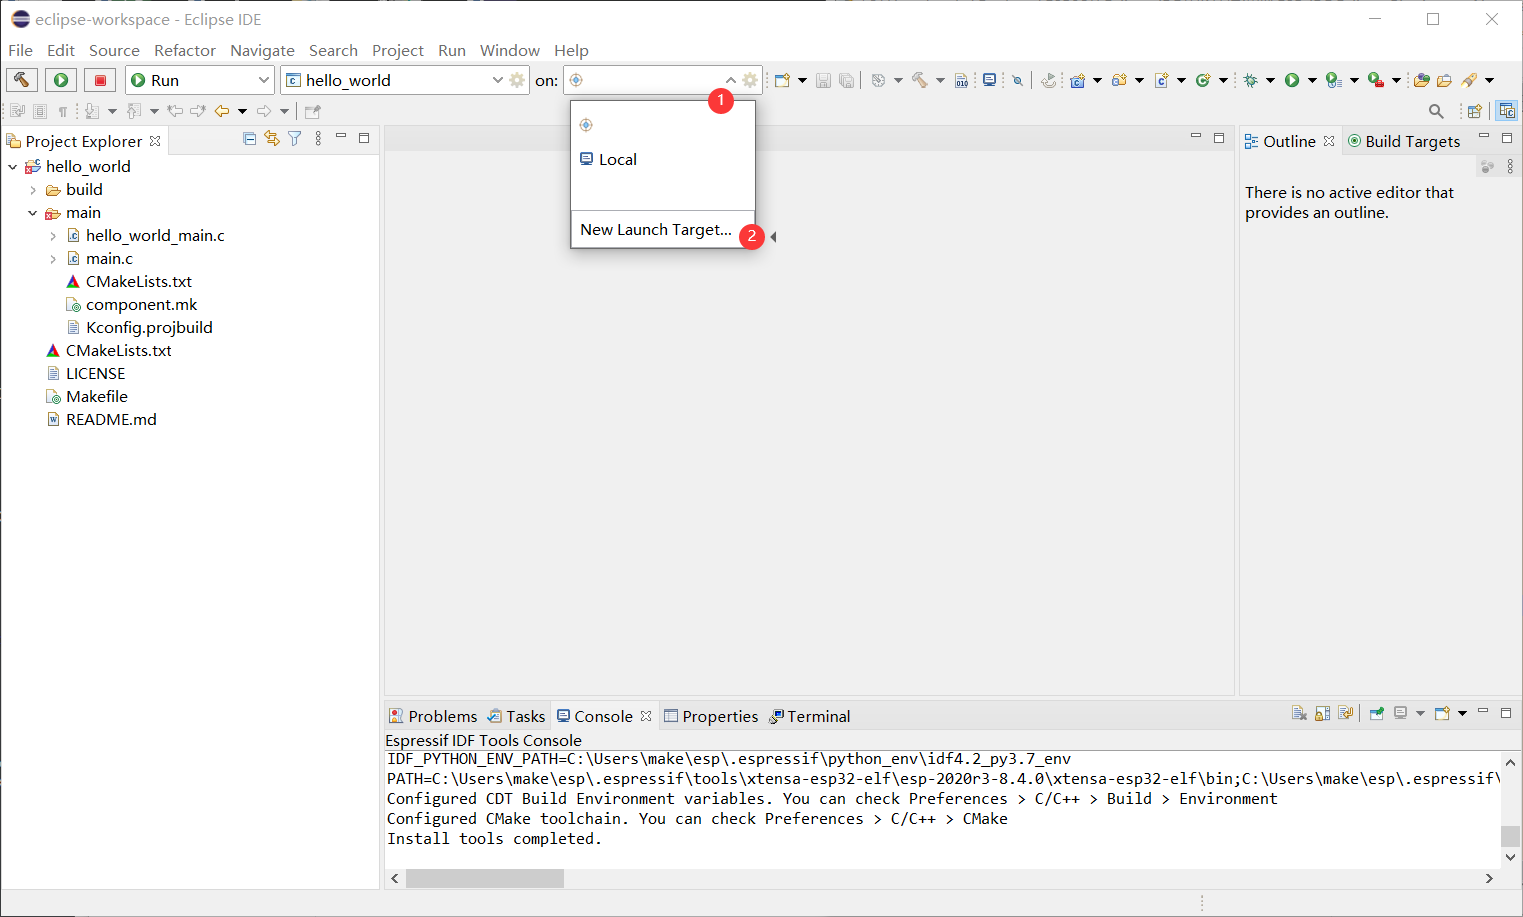 eclipse-workspace - Eclipse IDE
File Edit Source Refactor Navigate Search Project Run Window Help
Run hello_world on:
1
Project Explorer
hello_world
build
main
hello_world_main.c
main.c
CMakeLists.txt
component.mk
Kconfig.projbuild
CMakeLists.txt
LICENSE
Makefile
README.md
Local
New Launch Target...
2
Outline Build Targets
There is no active editor that
provides an outline.
Problems Tasks Console Properties Terminal
Espressif IDF Tools Console
IDF_PYTHON_ENV_PATH=C:\Users\make\esp\.espressif\python_env\idf4.2_py3.7_env
PATH=C:\Users\make\esp\.espressif\tools\xtensa-esp32-elf\esp-2020r3-8.4.0\xtensa-esp32-elf\bin;C:\Users\make\esp\.espressif\
Configured CDT Build Environment variables. You can check Preferences > C/C++ > Build > Environment
Configured CMake toolchain. You can check Preferences > C/C++ > CMake
Install tools completed.